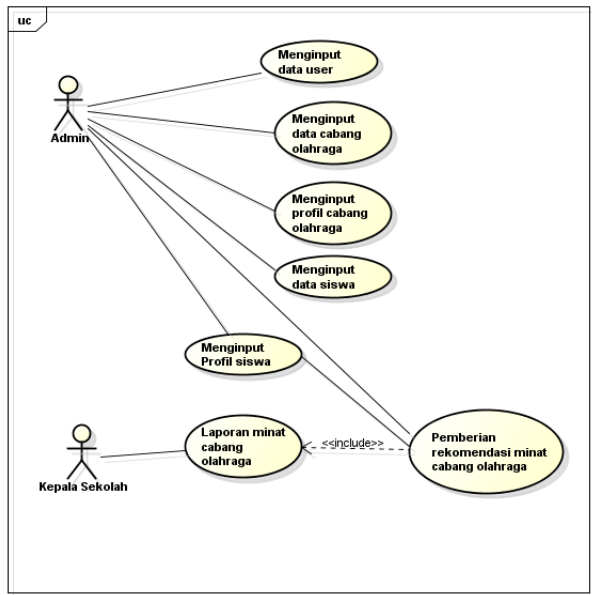 uc
Menginput
data user
Admin
Menginput
data cabang
olahraga
Menginput
profil cabang
olahraga
Menginput
data siswa
Menginput
Profil siswa
Laporan minat
cabang
olahraga
<<include>>
Pemberian
rekomendasi minat
cabang olahraga
Kepala Sekolah